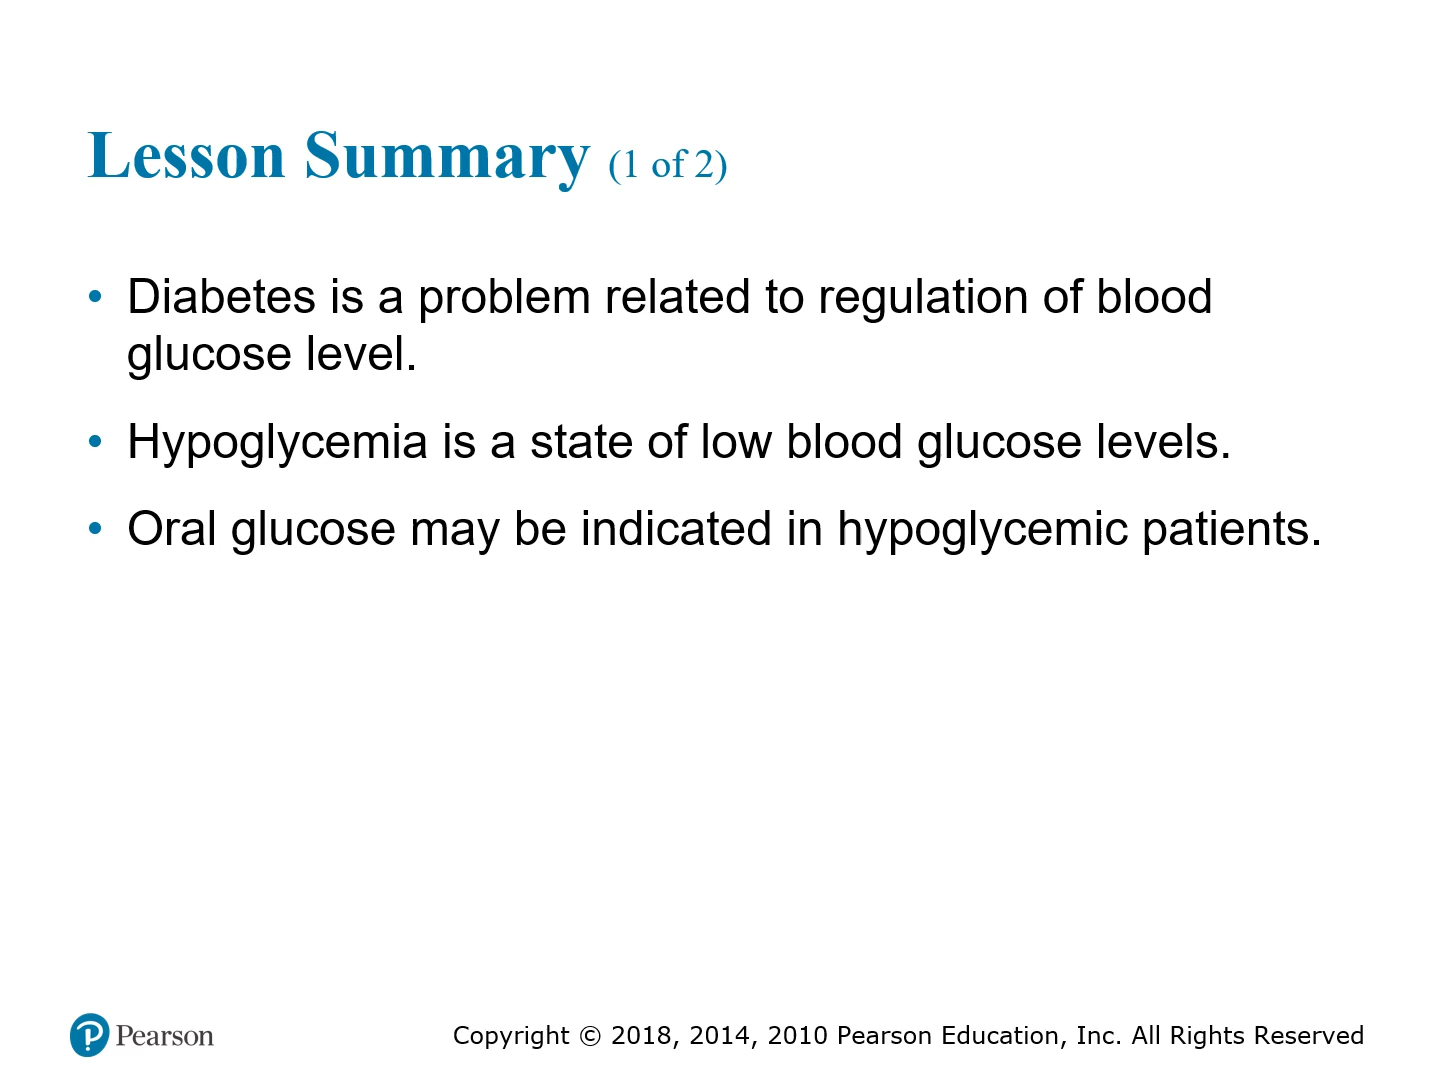 Lesson Summary (1 of 2)
• Diabetes is a problem related to regulation of blood
glucose level.
• Hypoglycemia is a state of low blood glucose levels.
• Oral glucose may be indicated in hypoglycemic patients.
Pearson
Copyright © 2018, 2014, 2010 Pearson Education, Inc. All Rights Reserved